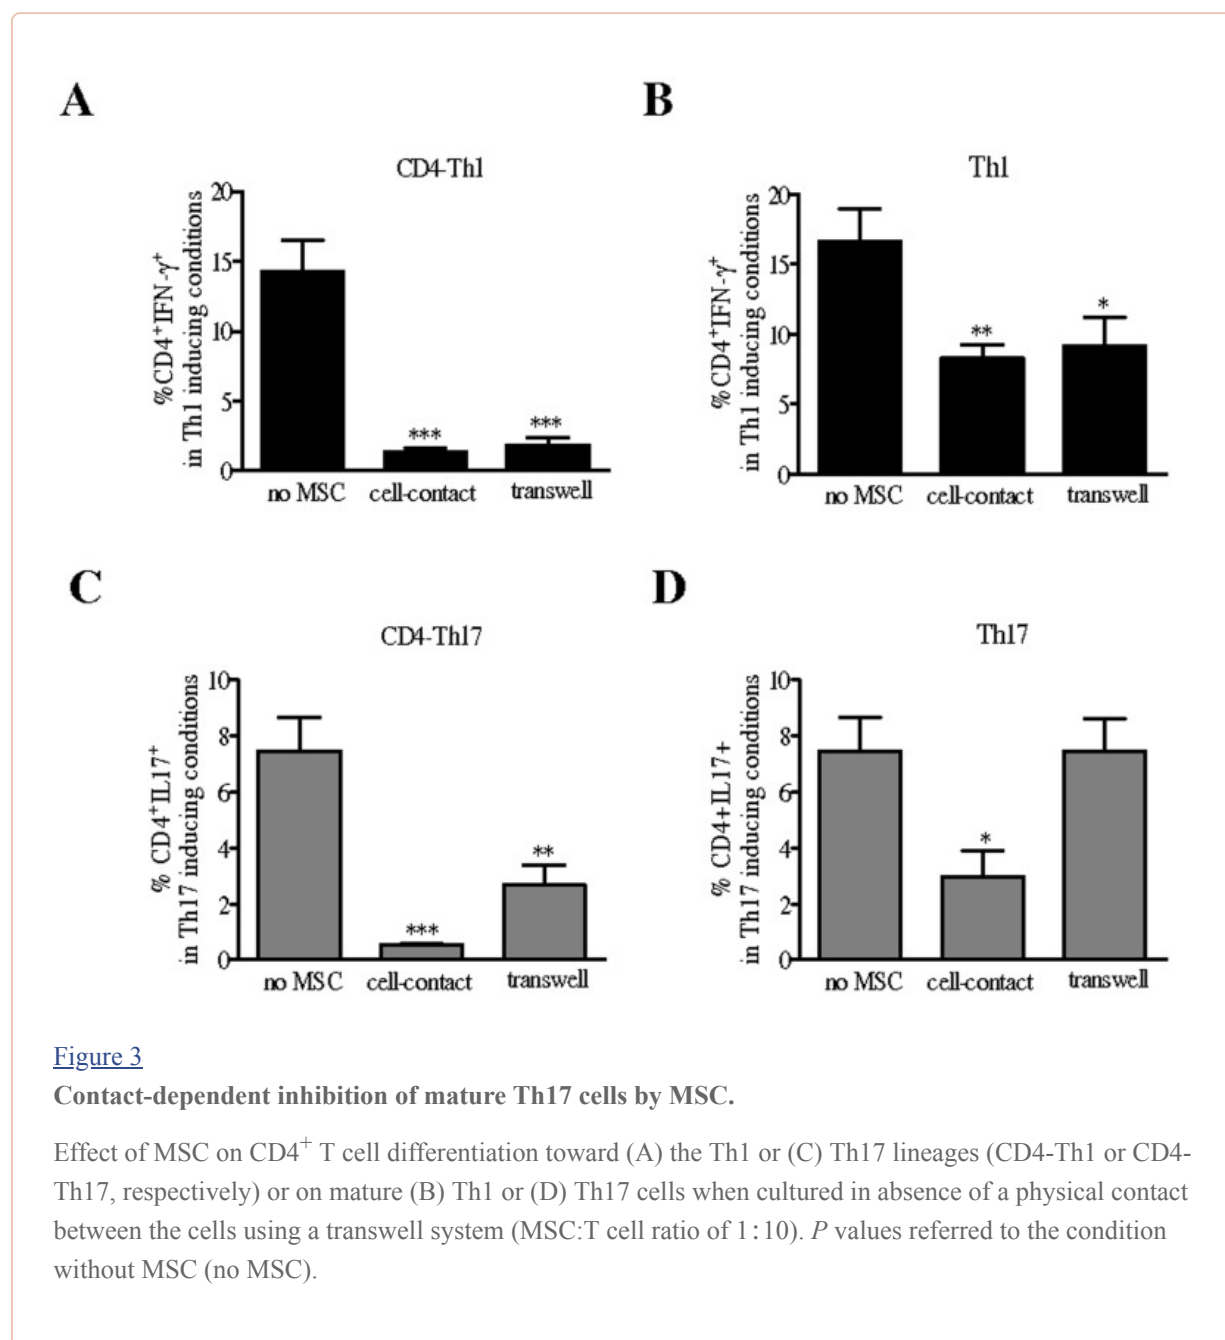 A
CD4-Th1
%CD4+IFN-γ+
in Th1 inducing conditions
20
15
10
5
0
***
***
no MSC cell-contact transwell
B
Th1
%CD4+IFN-γ+
in Th1 inducing conditions
20
15
10
5
0
**
*
no MSC cell-contact transwell
C
CD4-Th17
% CD4+IL17+
in Th17 inducing conditions
10
8
6
4
2
0
***
**
no MSC cell-contact transwell
D
Th17
% CD4+IL17+
in Th17 inducing conditions
10
8
6
4
2
0
*
no MSC cell-contact transwell
Figure 3
Contact-dependent inhibition of mature Th17 cells by MSC.
Effect of MSC on CD4+ T cell differentiation toward (A) the Th1 or (C) Th17 lineages (CD4-Th1 or CD4-
Th17, respectively) or on mature (B) Th1 or (D) Th17 cells when cultured in absence of a physical contact
between the cells using a transwell system (MSC:T cell ratio of 1∶10). P values referred to the condition
without MSC (no MSC).